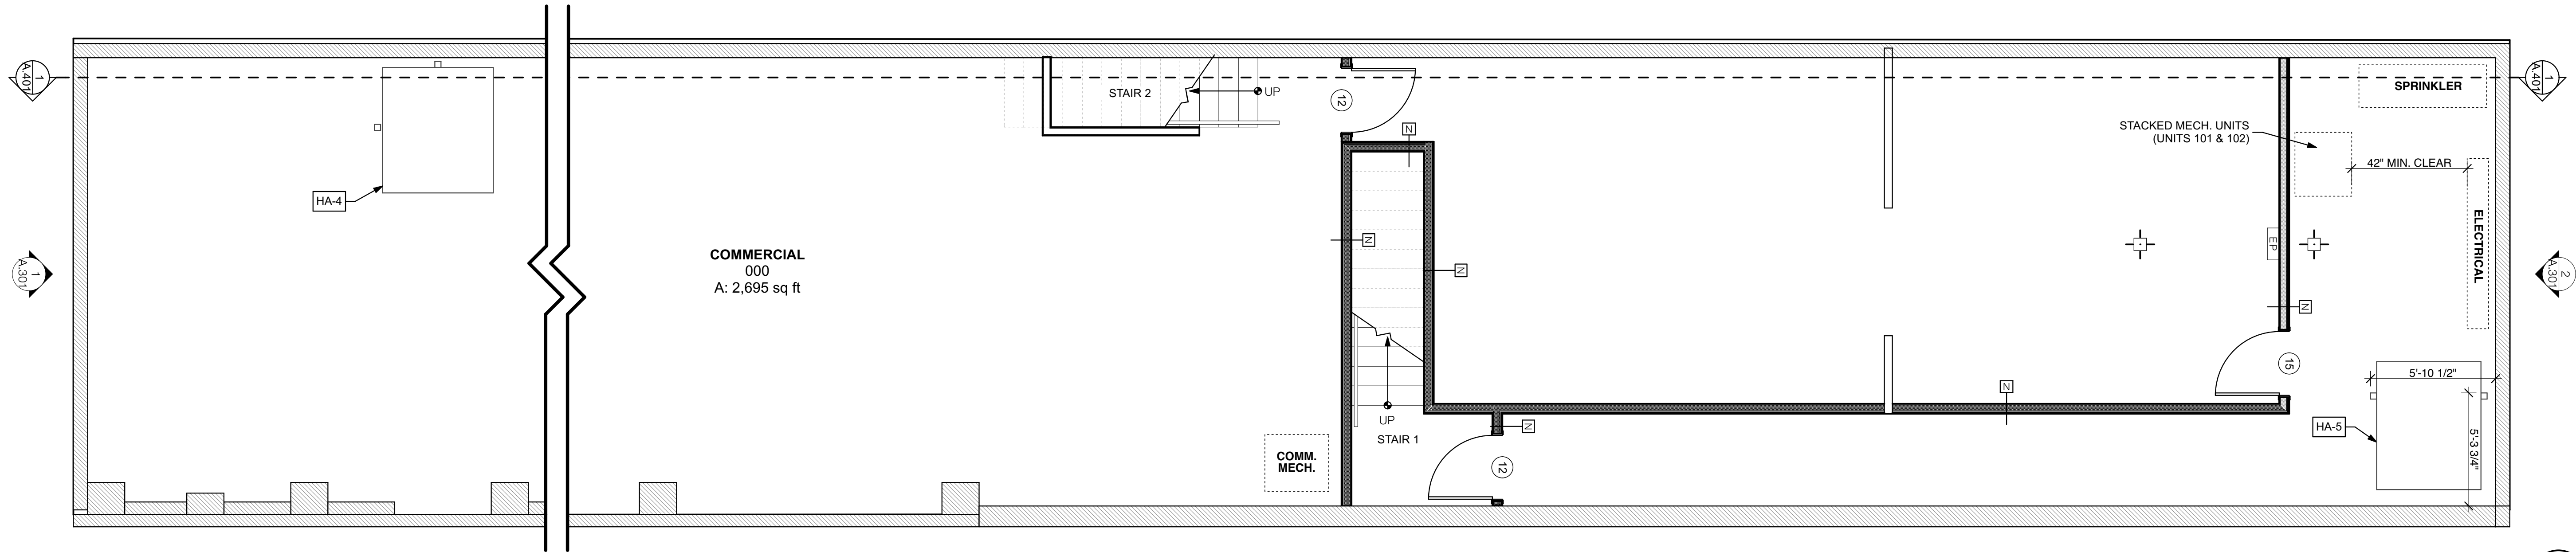 1
A.401
STAIR 2
UP
12
N
SPRINKLER
1
A.401
STACKED MECH. UNITS
(UNITS 101 & 102)
42" MIN. CLEAR
HA-4
N
N
EP
ELECTRICAL
1
A.301
COMMERCIAL
000
A: 2,695 sq ft
2
A.301
N
15
5'-10 1/2"
N
UP
STAIR 1
N
HA-5
5'-3 3/4"
COMM.
MECH.
12